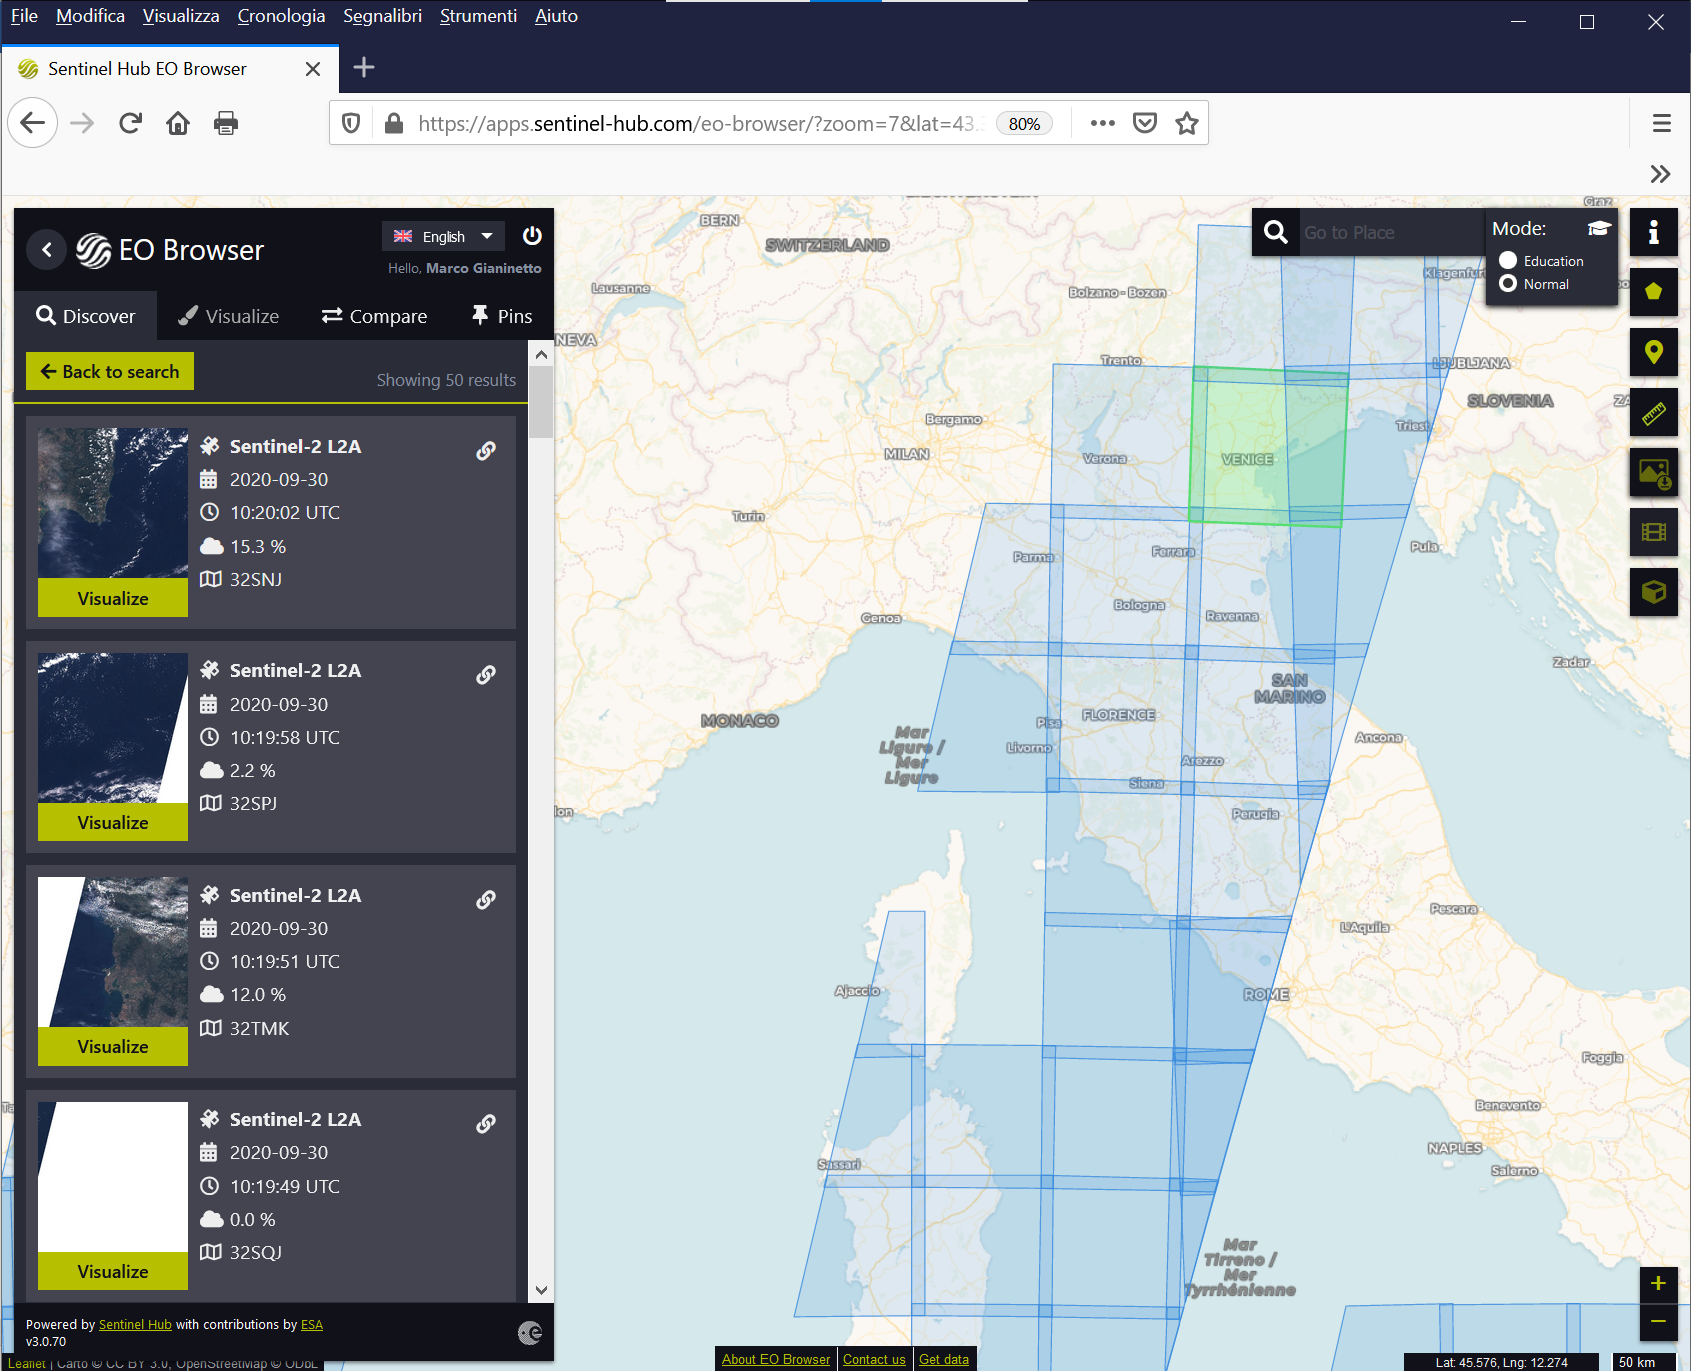 File Modifica Visualizza Cronologia Segnalibri Strumenti Aiuto
Sentinel Hub EO Browser
https://apps.sentinel-hub.com/eo-browser/?zoom=7&lat=43. 80%
EO Browser
English
Hello, Marco Gianinetto
Discover Visualize Compare Pins
Back to search
Showing 50 results
Sentinel-2 L2A
2020-09-30
10:20:02 UTC
15.3 %
32SNJ
Visualize
Sentinel-2 L2A
2020-09-30
10:19:58 UTC
2.2 %
32SPJ
Visualize
Sentinel-2 L2A
2020-09-30
10:19:51 UTC
12.0 %
32TMK
Visualize
Sentinel-2 L2A
2020-09-30
10:19:49 UTC
0.0 %
32SQJ
Visualize
Powered by Sentinel Hub with contributions by ESA
v3.0.70
Leaflet | Carto © CC BY 3.0, OpenStreetMap © ODbL
Go to Place
Mode:
Education
Normal
Graz
BERN
SWITZERLAND
Lausanne
Bolzano - Bozen
Klagenfurt
NEVA
Trento
LJUBLJANA
SLOVENIA
ZA
Bergamo
Triest
MILAN
Verona
VENICE
Turin
Parma
Ferrara
Pula
Bologna
Ravenna
Genoa
Zadar
SAN
MARINO
MONACO
Pisa
FLORENCE
Mar
Ligure /
Mer
Ligure
Livorno
Ancona
Arezzo
Siena
lon
Perugia
Pescara
L'Aquila
Ajaccio
ROME
Foggia
Benevento
NAPLES
Salerno
Sassari
Mar
Tirreno /
Mer
Tyrrhénienne
+
−
About EO Browser Contact us Get data
Lat: 45.576, Lng: 12.274
50 km